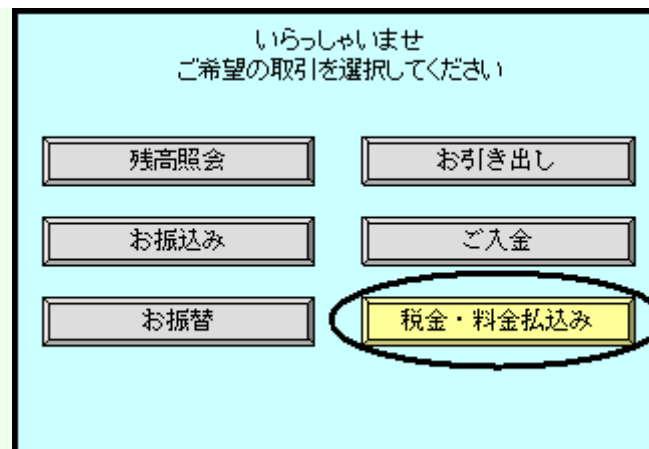 いらっしゃいませ
ご希望の取引を選択してください
残高照会
お引き出し
お振込み
ご入金
お振替
税金・料金払込み